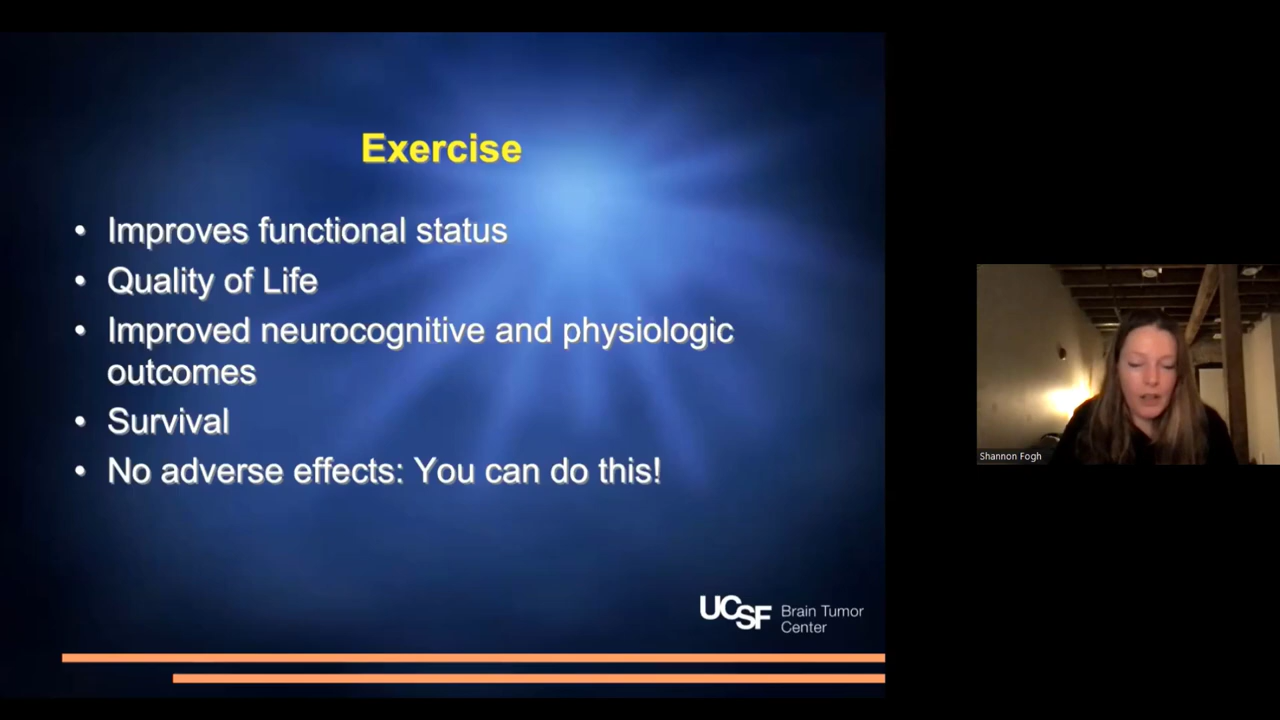 Exercise
• Improves functional status
• Quality of Life
• Improved neurocognitive and physiologic
outcomes
• Survival
• No adverse effects: You can do this!
UCSF Brain Tumor
Center
Shannon Fogh